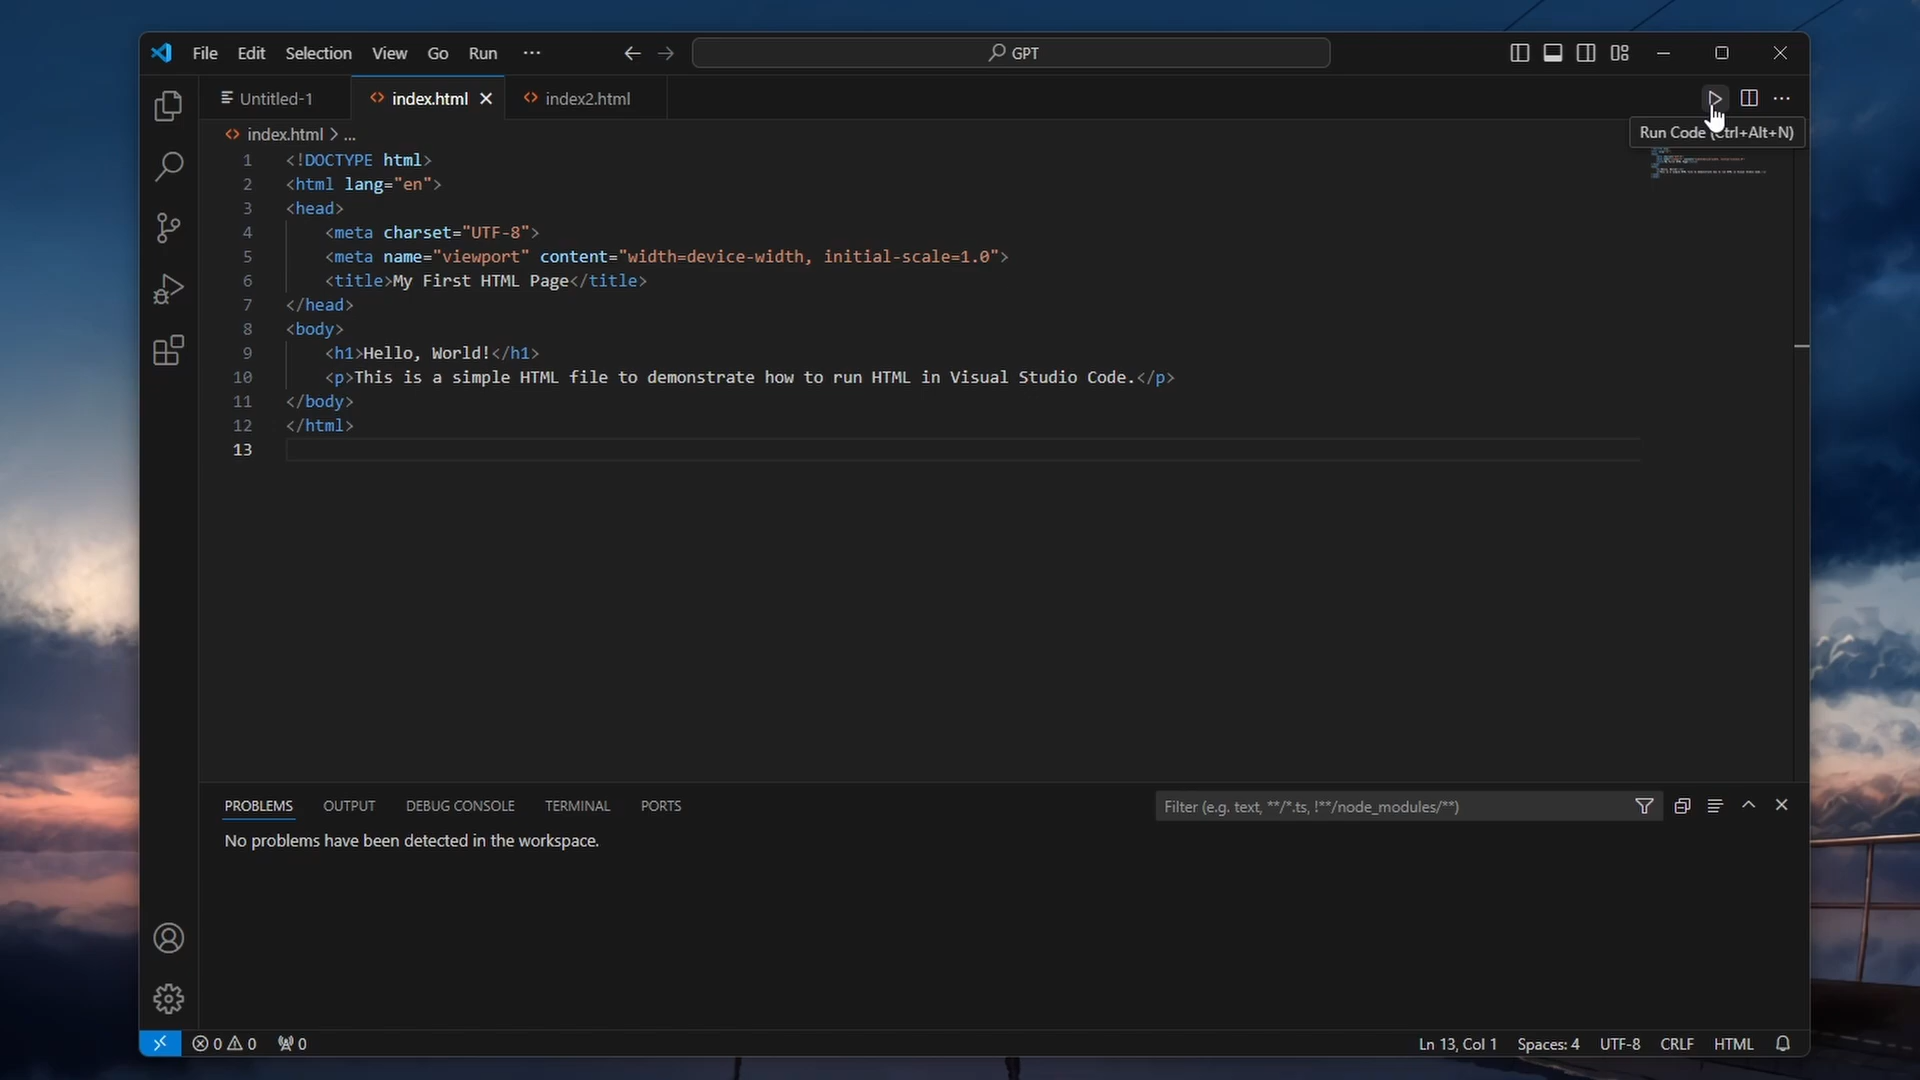 File Edit Selection View Go Run ··· GPT
Untitled-1 index.html index2.html
index.html > ...
Run Code (Ctrl+Alt+N)
1 <!DOCTYPE html>
2 <html lang="en">
3 <head>
4 <meta charset="UTF-8">
5 <meta name="viewport" content="width=device-width, initial-scale=1.0">
6 <title>My First HTML Page</title>
7 </head>
8 <body>
9 <h1>Hello, World!</h1>
10 <p>This is a simple HTML file to demonstrate how to run HTML in Visual Studio Code.</p>
11 </body>
12 </html>
13
PROBLEMS OUTPUT DEBUG CONSOLE TERMINAL PORTS Filter (e.g. text, **/*.ts, !**/node_modules/**)
No problems have been detected in the workspace.
0 0 0 Ln 13, Col 1 Spaces: 4 UTF-8 CRLF HTML